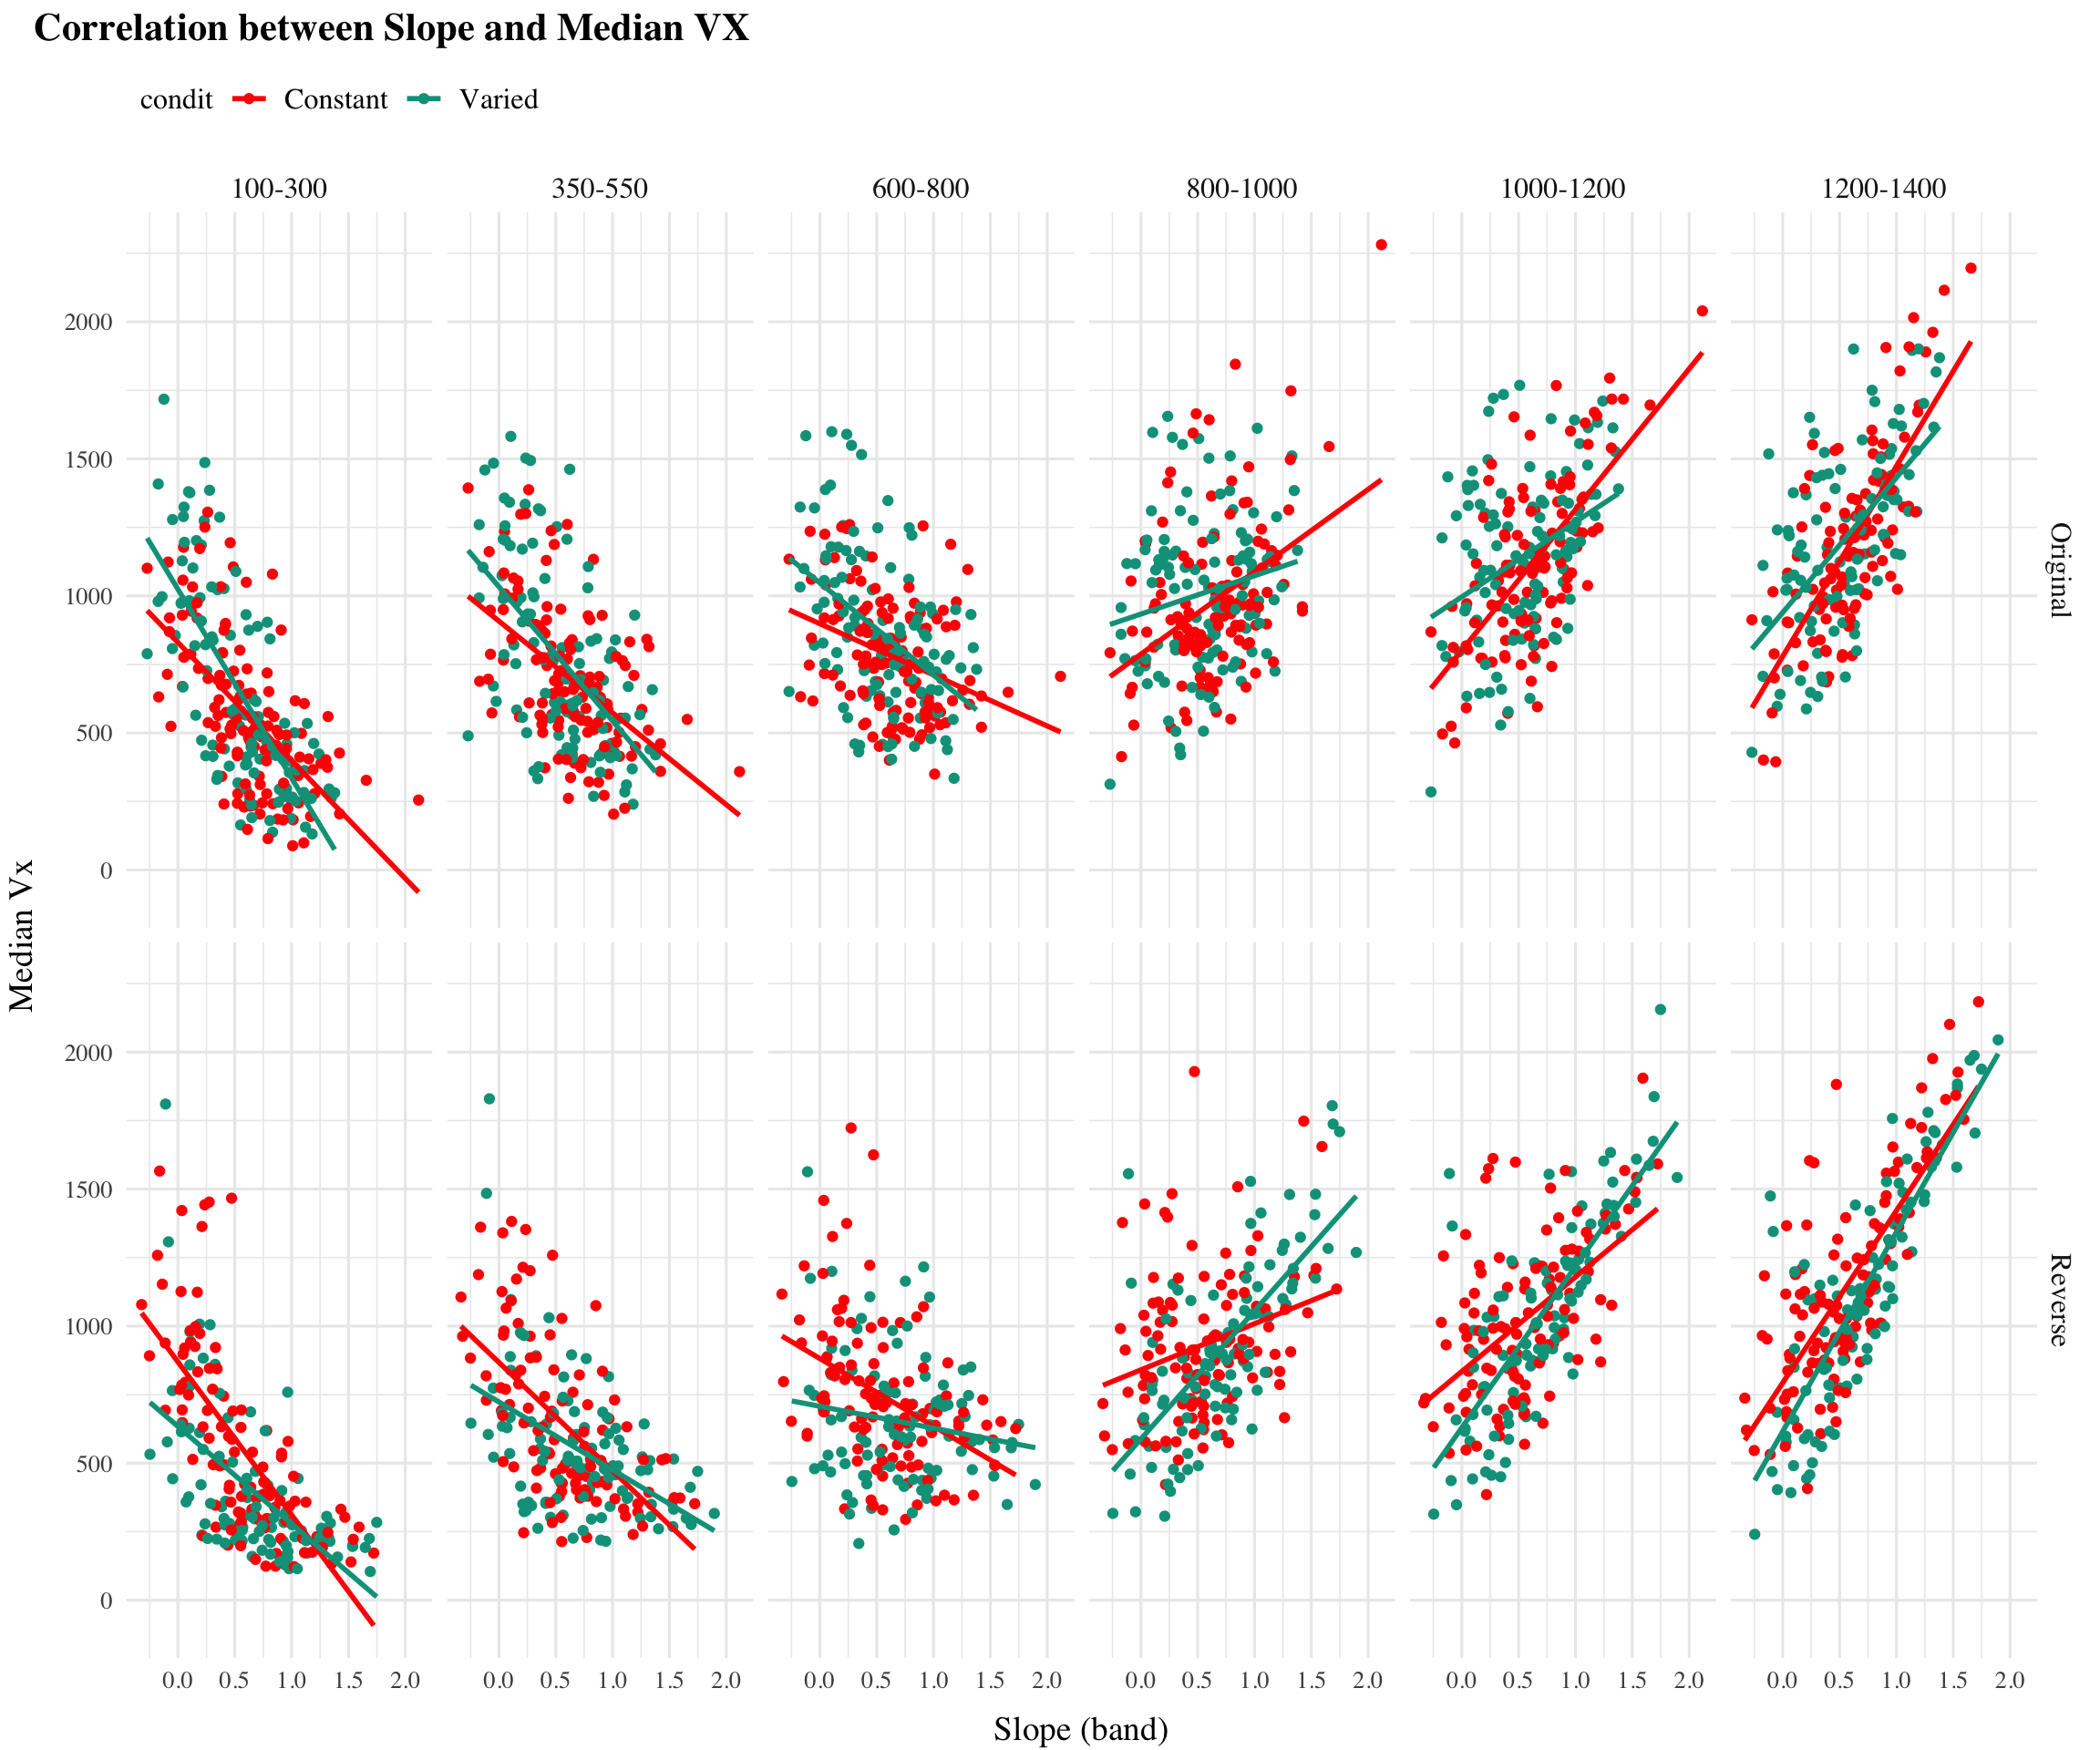 Correlation between Slope and Median VX
condit Constant Varied
100-300 350-550 600-800 800-1000 1000-1200 1200-1400
2000
1500
1000
500
0
Original
Median Vx
2000
1500
1000
500
0
Reverse
0.0 0.5 1.0 1.5 2.0 0.0 0.5 1.0 1.5 2.0 0.0 0.5 1.0 1.5 2.0 0.0 0.5 1.0 1.5 2.0 0.0 0.5 1.0 1.5 2.0 0.0 0.5 1.0 1.5 2.0
Slope (band)